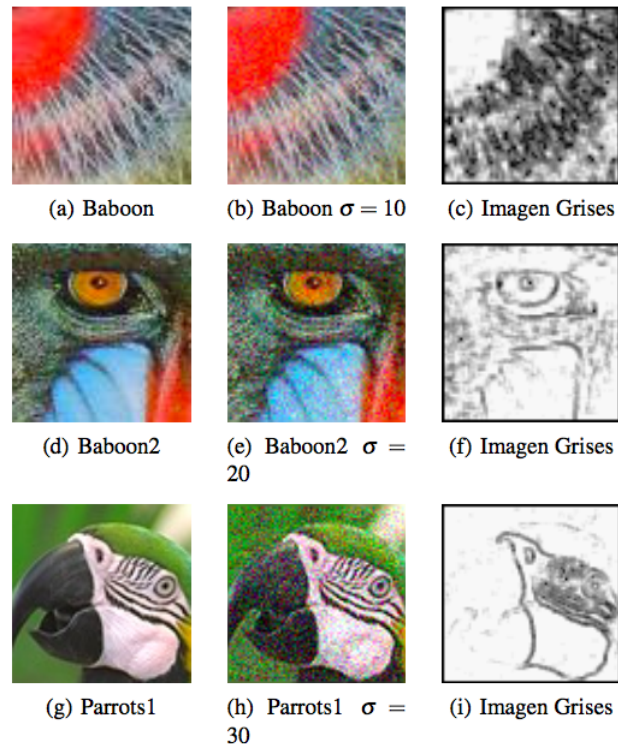 (a) Baboon
(b) Baboon σ = 10
(c) Imagen Grises
(d) Baboon2
(e) Baboon2 σ =
20
(f) Imagen Grises
(g) Parrots1
(h) Parrots1 σ =
30
(i) Imagen Grises